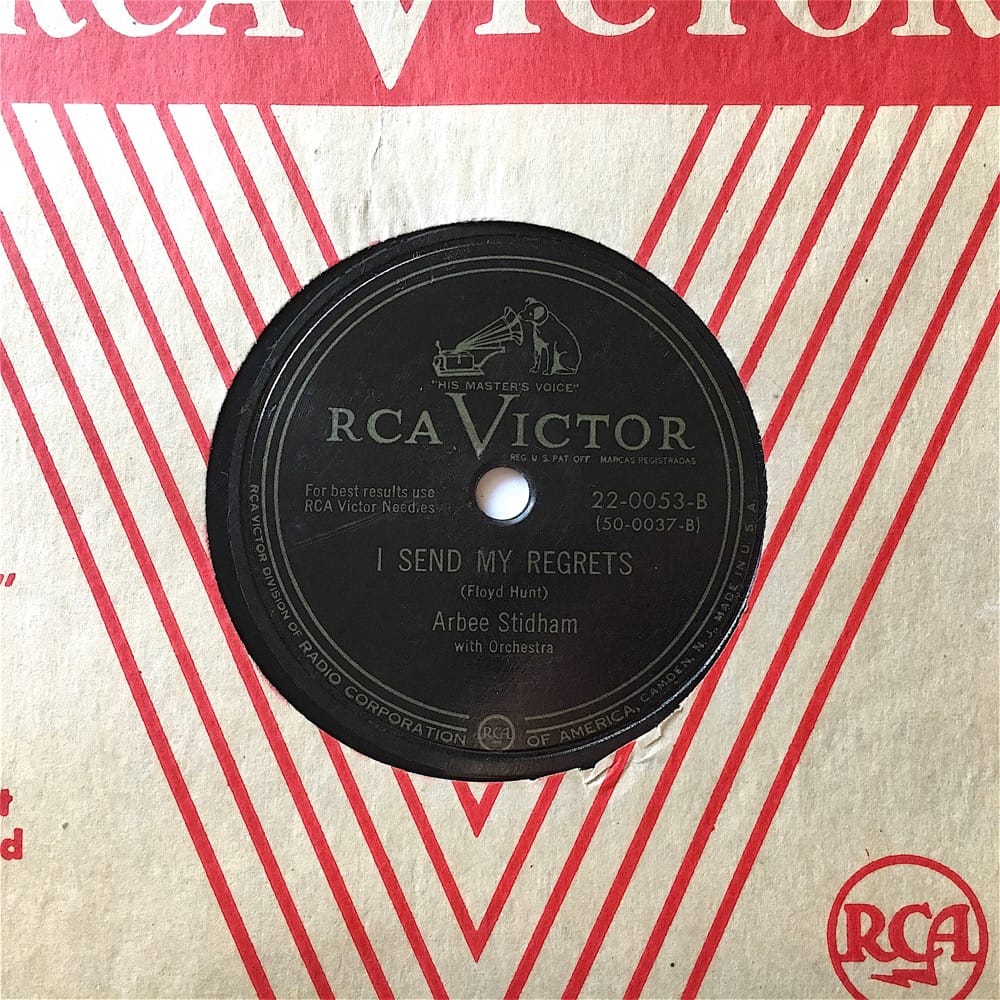 RCA VICTOR
"HIS MASTER'S VOICE"
RCA VICTOR
REG. U.S. PAT. OFF. MARCAS REGISTRADAS
For best results use
RCA Victor Needles
22-0053-B
(50-0037-B)
I SEND MY REGRETS
(Floyd Hunt)
Arbee Stidham
with Orchestra
RCA VICTOR DIVISION OF RADIO CORPORATION RCA OF AMERICA, CAMDEN, N. J., MADE IN U. S. A.
"
t
d
RCA